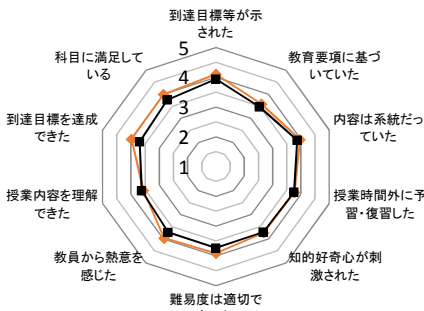 到達目標等が示
された
教育要項に基づ
いていた
内容は系統だっ
ていた
授業時間外に予
習・復習した
知的好奇心が刺
激された
難易度は適切で
教員から熱意を
感じた
授業内容を理解
できた
到達目標を達成
できた
科目に満足して
いる
5
4
3
2
1